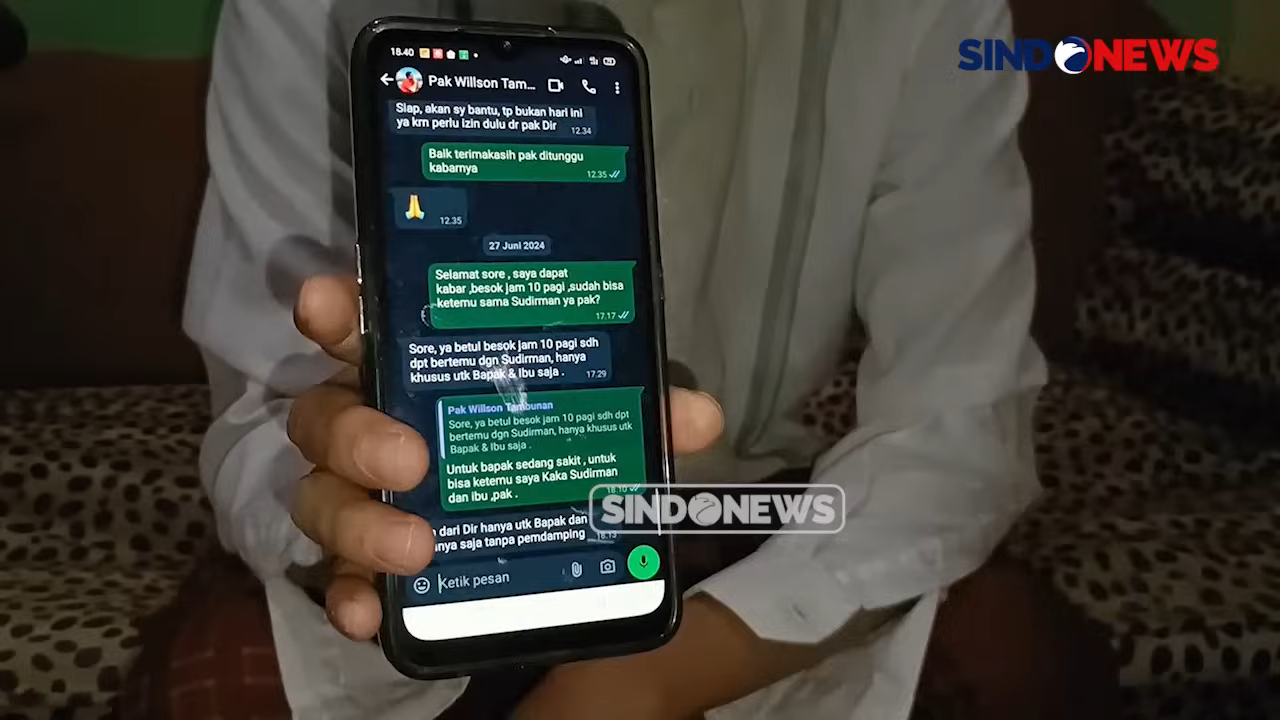 SINDONEWS
18.40
Pak Willson Tam...
Siap, akan sy bantu, tp bukan hari ini
ya krn perlu izin dulu dr pak Dir
12.34
Baik terimakasih pak ditunggu
kabarnya
12.35
🙏
12.35
27 Juni 2024
Selamat sore , saya dapat
kabar ,besok jam 10 pagi ,sudah bisa
ketemu sama Sudirman ya pak?
17.17
Sore, ya betul besok jam 10 pagi sdh
dpt bertemu dgn Sudirman, hanya
khusus utk Bapak & Ibu saja .
17.29
Pak Willson Tambunan
Sore, ya betul besok jam 10 pagi sdh dpt
bertemu dgn Sudirman, hanya khusus utk
Bapak & Ibu saja .
Untuk bapak sedang sakit , untuk
bisa ketemu saya Kaka Sudirman
dan ibu ,pak .
18.10
SINDONEWS
dari Dir hanya utk Bapak dan
saja tanpa pemdamping
18.13
Ketik pesan